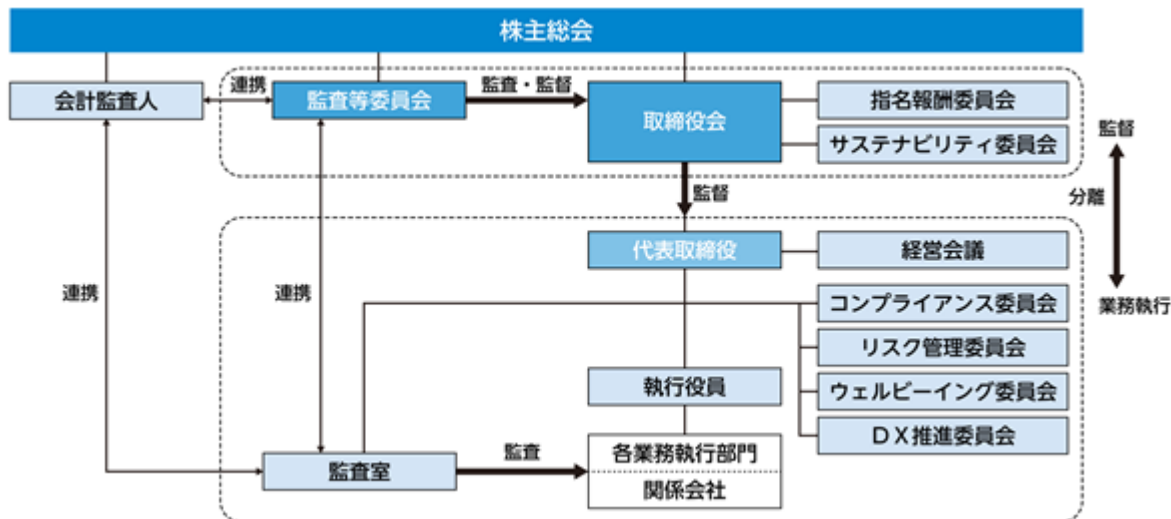 株主総会
会計監査人
連携
監査等委員会
監査・監督
取締役会
指名報酬委員会
サステナビリティ委員会
監督
分離
業務執行
監督
代表取締役
経営会議
連携
連携
コンプライアンス委員会
リスク管理委員会
ウェルビーイング委員会
DX推進委員会
執行役員
監査室
監査
各業務執行部門
関係会社